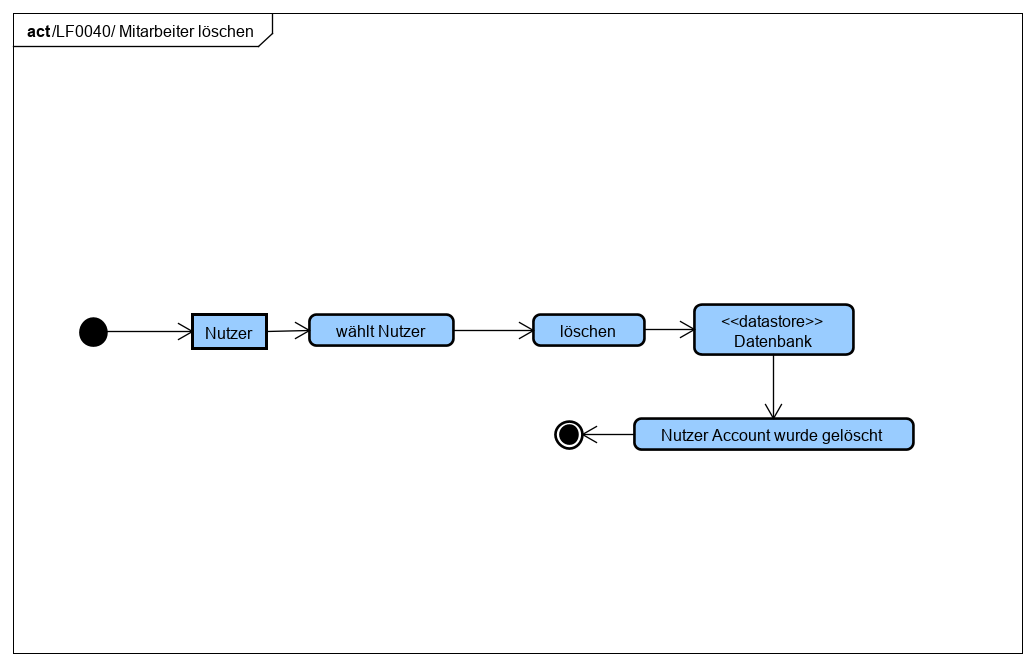 act /LF0040/ Mitarbeiter löschen
Nutzer
wählt Nutzer
löschen
<<datastore>>
Datenbank
Nutzer Account wurde gelöscht